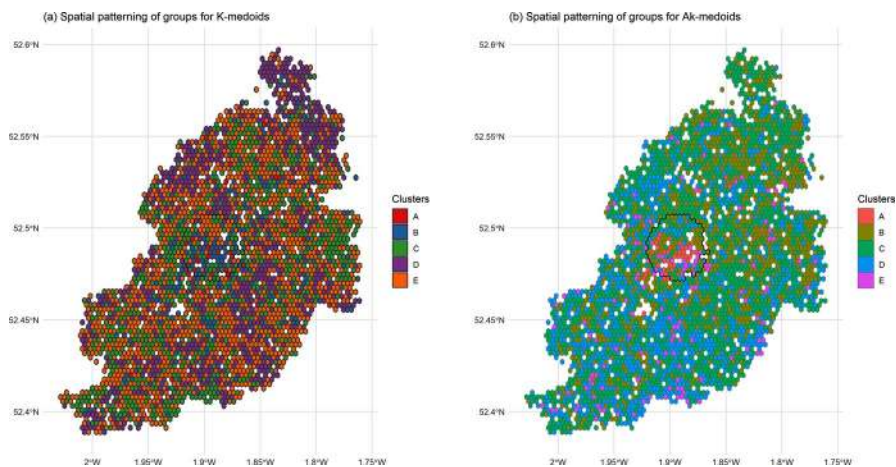 (a) Spatial patterning of groups for K-medoids
52.6°N
52.55°N
52.5°N
52.45°N
52.4°N
2°W 1.95°W 1.9°W 1.85°W 1.8°W 1.75°W
Clusters
A
B
C
D
E
(b) Spatial patterning of groups for Ak-medoids
52.6°N
52.55°N
52.5°N
52.45°N
52.4°N
2°W 1.95°W 1.9°W 1.85°W 1.8°W 1.75°W
Clusters
A
B
C
D
E